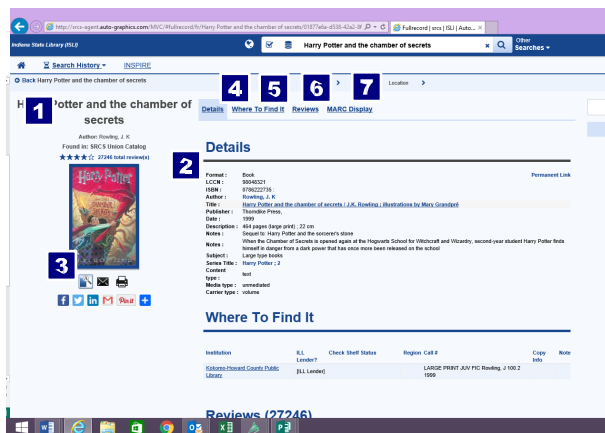 http://srcs-agent.auto-graphics.com/MVC/#fullrecord/hr/Harry Potter and the chamber of secrets/
Fullrecord | srcs | ISLI | Auto... ×
Indiana State Library (ISLI)
Harry Potter and the chamber of secrets
Other
Searches
Search History
INSPIRE
Back Harry Potter and the chamber of secrets
Location
1
4
5
6
7
Harry Potter and the chamber of
secrets
Author: Rowling, J. K
Found in: SRCS Union Catalog
27246 total review(s)
Details
Where To Find It
Reviews
MARC Display
2
Details
Permanent Link
Format : Book
LCCN : 98048321
ISBN : 0786222735 :
Author : Rowling, J. K
Title : Harry Potter and the chamber of secrets / J.K. Rowling ; illustrations by Mary Grandpré
Publisher : Thorndike Press,
Date : 1999
Description : 464 pages (large print) ; 22 cm
Notes : Sequel to: Harry Potter and the sorcerer's stone
Notes : When the Chamber of Secrets is opened again at the Hogwarts School for Witchcraft and Wizardry, second-year student Harry Potter finds
himself in danger from a dark power that has once more been released on the school
Subject : Large type books
Series Title : Harry Potter ; 2
Content
type : text
Media type : unmediated
Carrier type : volume
Harry Potter
3
Pin it
Where To Find It
Institution
ILL
Lender?
Check Shelf Status
Region
Call #
Copy
Info
Note
Kokomo-Howard County Public
Library
[ILL Lender]
LARGE PRINT JUV FIC Rowling, J 100.2
1999
Reviews (27246)